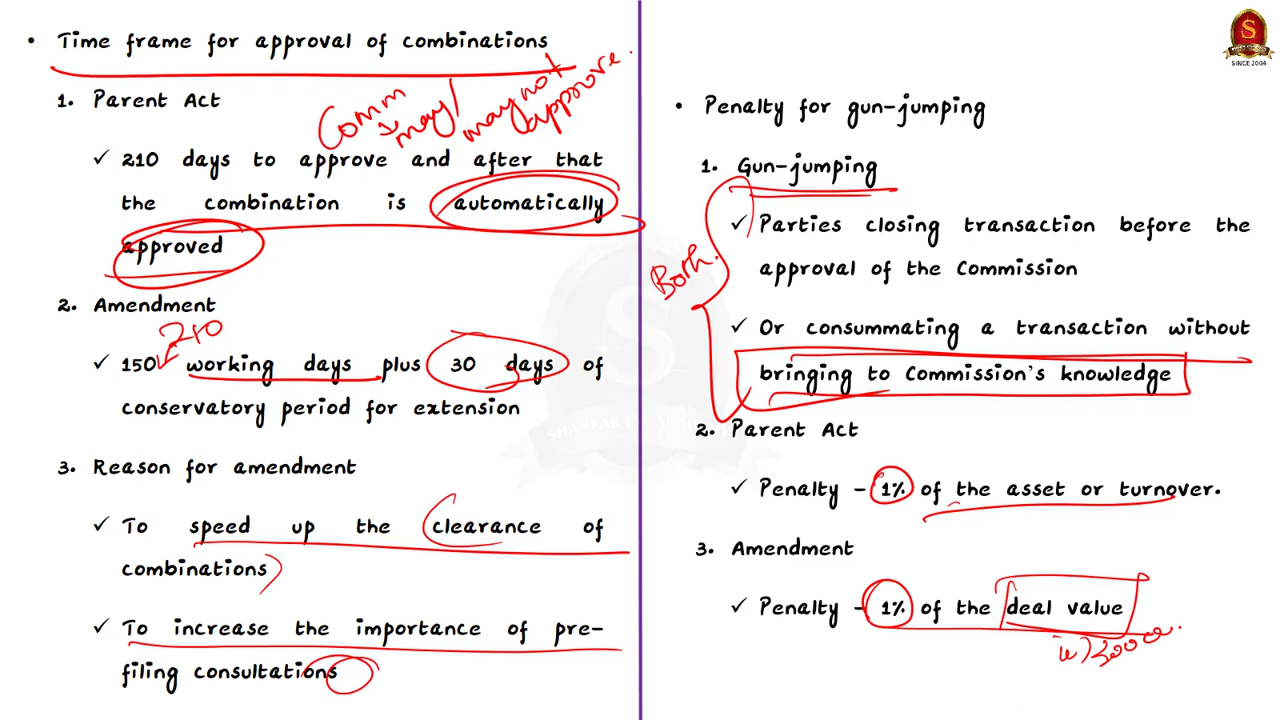 • Time frame for approval of combinations
1. Parent Act
Comm
may/
may not
approve.
✓ 210 days to approve and after that
the combination is automatically
approved
2. Amendment
210
✓ 150 working days plus 30 days of
conservatory period for extension
3. Reason for amendment
✓ To speed up the clearance of
combinations
✓ To increase the importance of pre-
filing consultations
S
SINCE 2004
• Penalty for gun-jumping
1. Gun-jumping
✓ Parties closing transaction before the
approval of the Commission
Both.
✓ Or consummating a transaction without
bringing to Commission's knowledge
2. Parent Act
✓ Penalty - 1% of the asset or turnover.
3. Amendment
✓ Penalty - 1% of the deal value